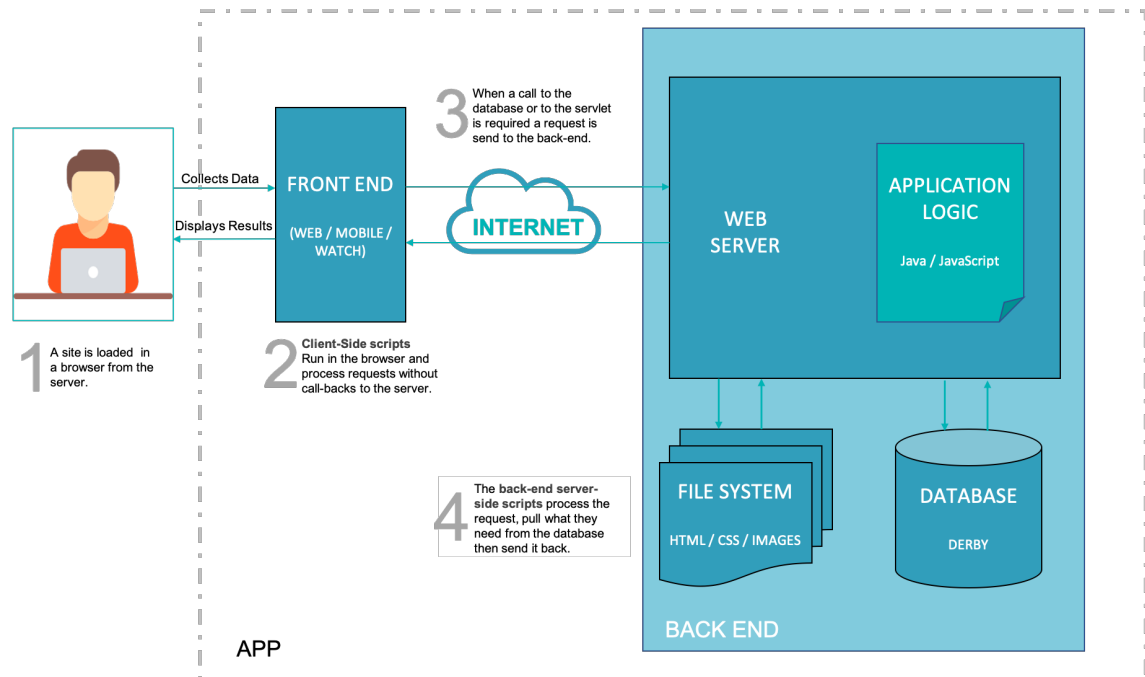 Collects Data
Displays Results
1
A site is loaded in
a browser from the
server.
FRONT END
(WEB / MOBILE /
WATCH)
2
Client-Side scripts
Run in the browser and
process requests without
call-backs to the server.
3
When a call to the
database or to the servlet
is required a request is
send to the back-end.
INTERNET
WEB
SERVER
APPLICATION
LOGIC
Java / JavaScript
4
The back-end server-
side scripts process the
request, pull what they
need from the database
then send it back.
FILE SYSTEM
HTML / CSS / IMAGES
DATABASE
DERBY
BACK END
APP